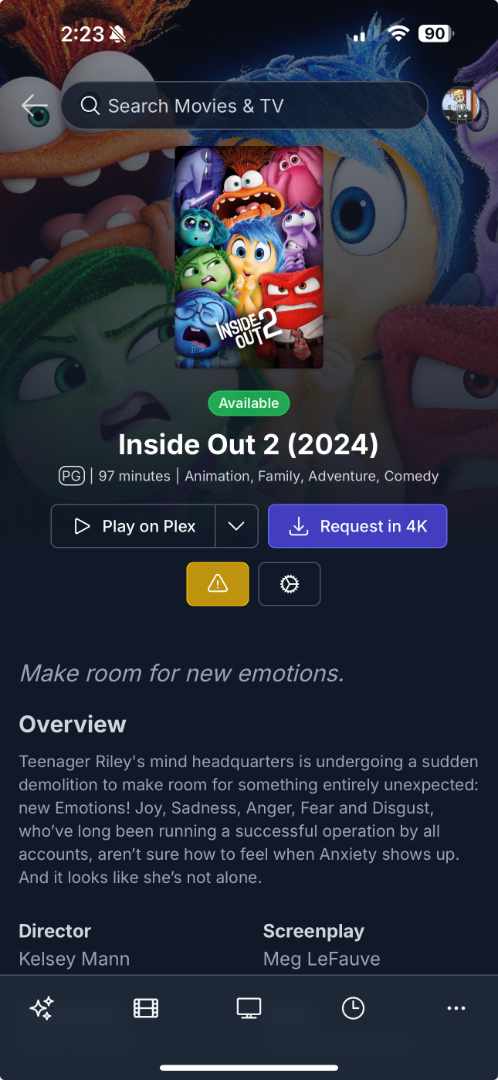 2:23
90
Search Movies & TV
INSIDE
OUT 2
Available
Inside Out 2 (2024)
PG | 97 minutes | Animation, Family, Adventure, Comedy
Play on Plex
Request in 4K
Make room for new emotions.
Overview
Teenager Riley's mind headquarters is undergoing a sudden
demolition to make room for something entirely unexpected:
new Emotions! Joy, Sadness, Anger, Fear and Disgust,
who’ve long been running a successful operation by all
accounts, aren’t sure how to feel when Anxiety shows up.
And it looks like she’s not alone.
Director
Screenplay
Kelsey Mann
Meg LeFauve